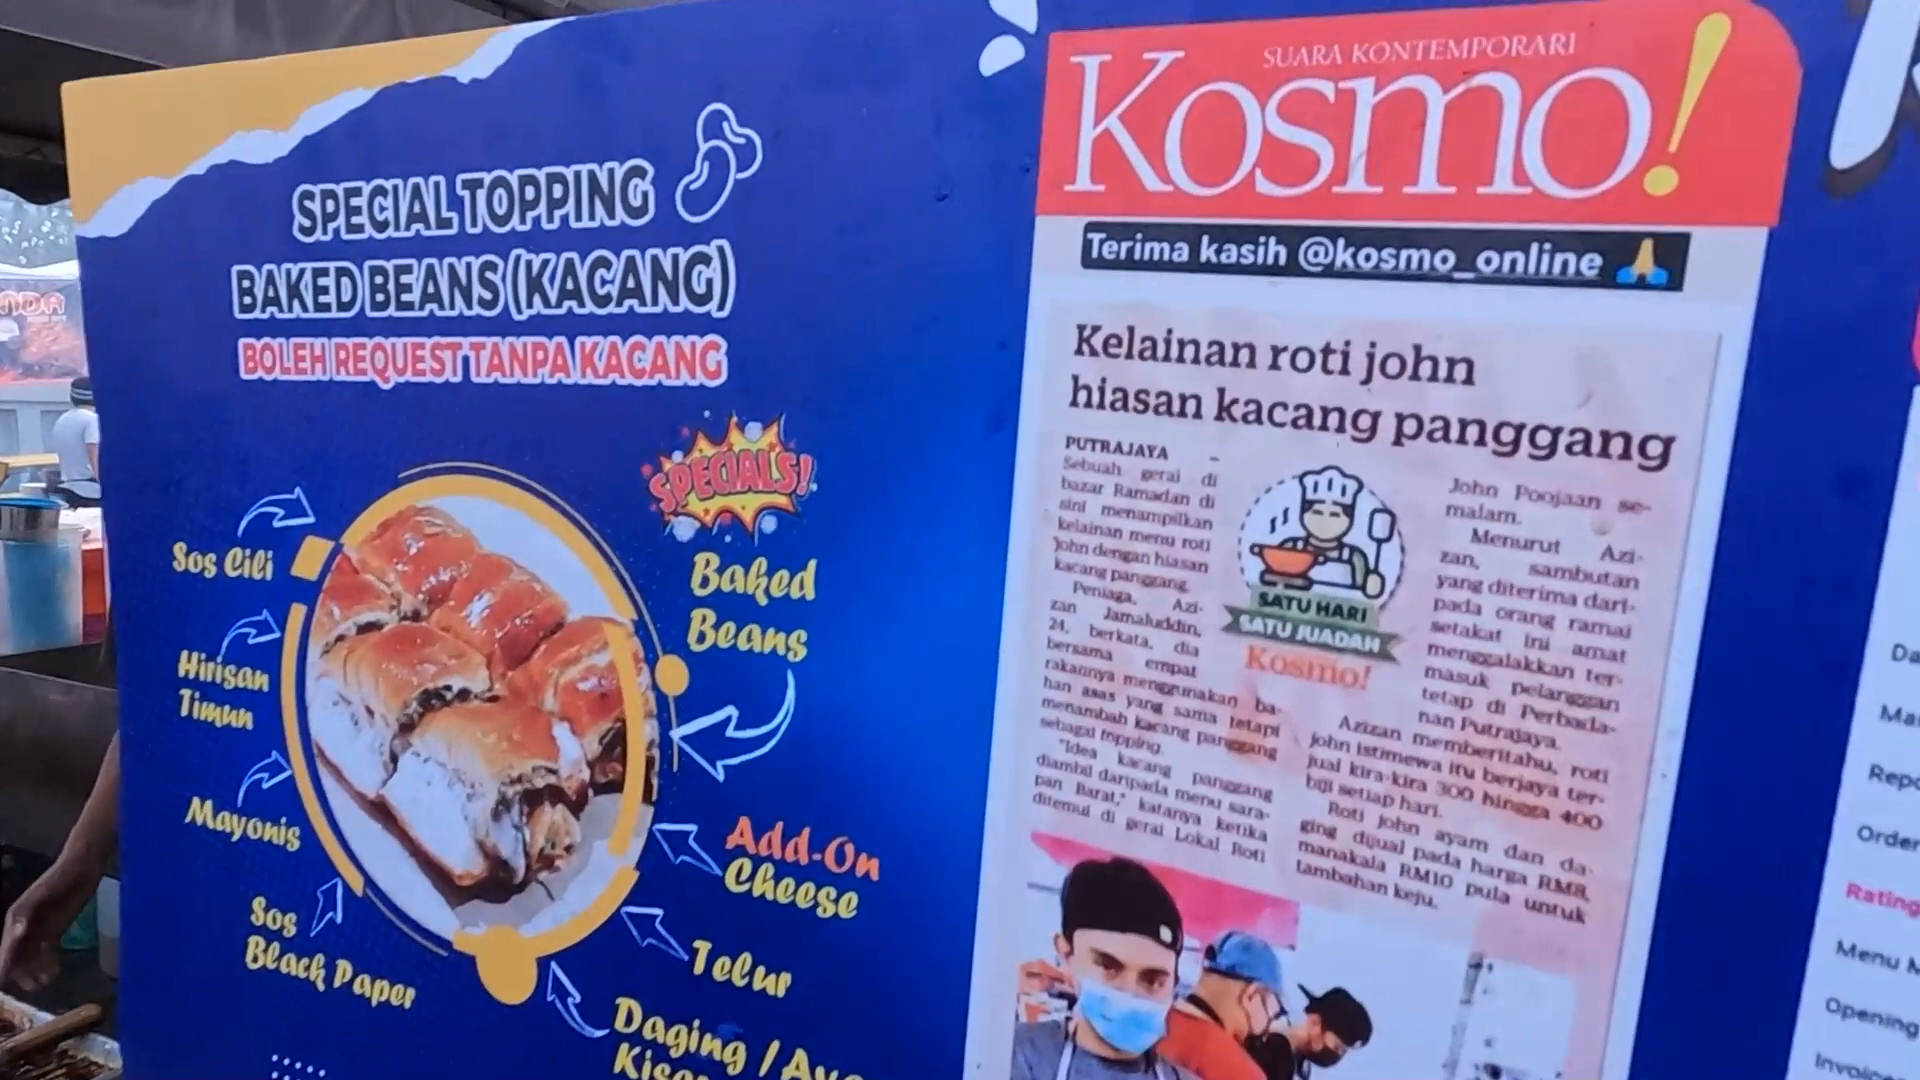 SPECIAL TOPPING
BAKED BEANS (KACANG)
BOLEH REQUEST TANPA KACANG
SPECIALS!
Sos Cili
Hirisan
Timun
Mayonis
Sos
Black Paper
Baked
Beans
Add-On
Cheese
Telur
Daging /
SUARA KONTEMPORARI
Kosmo!
Terima kasih @kosmo_online
Kelainan roti john
hiasan kacang panggang
PUTRAJAYA –
Sebuah gerai di
bazar Ramadan di
sini menampilkan
kelainan menu roti
john dengan hiasan
kacang panggang.
Peniaga, Azi-
zan Jamaluddin,
24, berkata, dia
bersama empat
rakannya menggunakan ba-
han asas yang sama tetapi
menambah kacang panggang
sebagai topping.
"Idea kacang panggang
diambil daripada menu sara-
pan Barat," katanya ketika
ditemui di gerai Lokal Roti
SATU HARI
SATU JUADAH
Kosmo!
John Poojaan se-
malam.
Menurut Azi-
zan, sambutan
yang diterima dari-
pada orang ramai
setakat ini amat
menggalakkan ter-
masuk pelanggan
tetap di Perbada-
nan Putrajaya.
Azizan memberitahu, roti
john istimewa itu berjaya ter-
jual kira-kira 300 hingga 400
biji setiap hari.
Roti john ayam dan da-
ging dijual pada harga RM8,
manakala RM10 pula untuk
tambahan keju.
Order
Rating
Menu
Opening